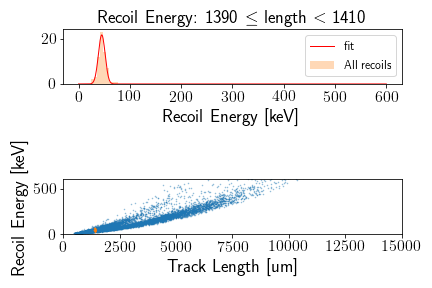 Recoil Energy: 1390 ≤ length < 1410
20
0
fit
All recoils
0 100 200 300 400 500 600
Recoil Energy [keV]
Recoil Energy [keV]
500
0
0 2500 5000 7500 10000 12500 15000
Track Length [um]